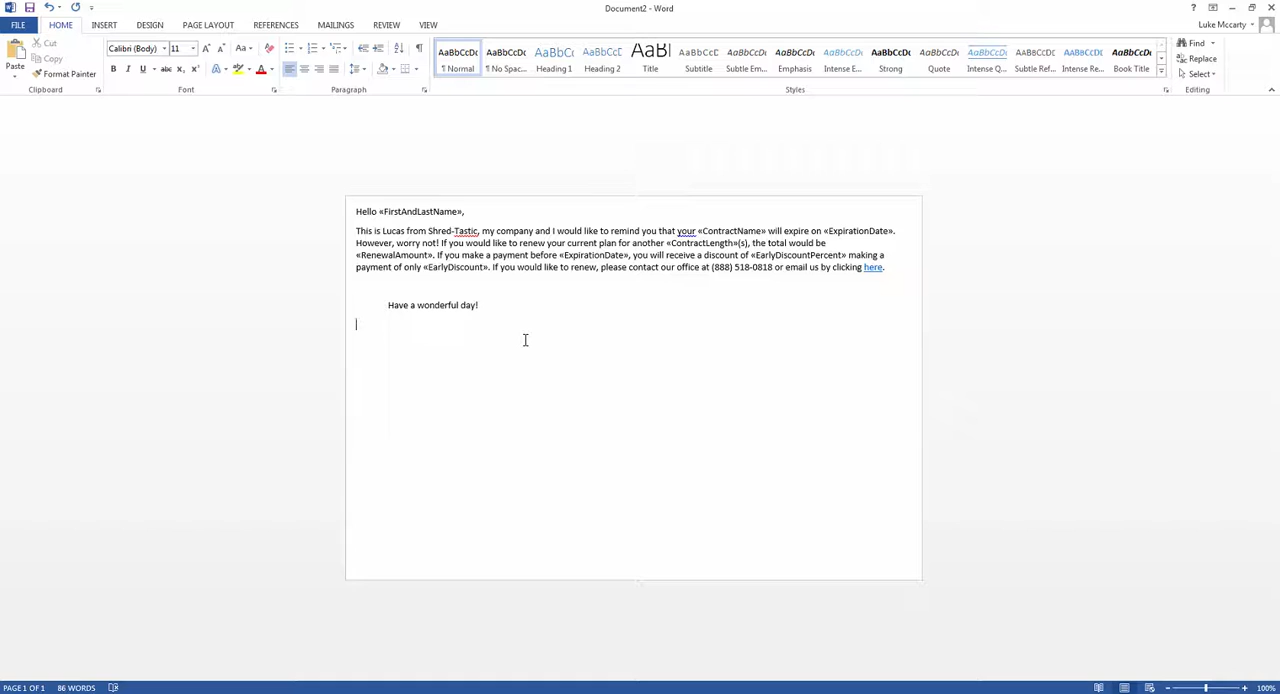 Document2 - Word
FILE HOME INSERT DESIGN PAGE LAYOUT REFERENCES MAILINGS REVIEW VIEW
Luke Mccarty
Paste
Cut
Copy
Format Painter
Clipboard
Calibri (Body) 11
Font
Paragraph
AaBbCcDc AaBbCcDc AaBbCc AaBbCcC AaBl AaBbCcC AaBbCcDc AaBbCcDc AaBbCcDc AaBbCcDc AaBbCcDc AaBbCcDc AaBbCcDc AaBbCcDc AaBbCcDc
¶ Normal ¶ No Spac... Heading 1 Heading 2 Title Subtitle Subtle Em... Emphasis Intense E... Strong Quote Intense Q... Subtle Ref... Intense Re... Book Title
Styles
Find
Replace
Select
Editing
Hello «FirstAndLastName»,
This is Lucas from Shred-Tastic, my company and I would like to remind you that your «ContractName» will expire on «ExpirationDate».
However, worry not! If you would like to renew your current plan for another «ContractLength»(s), the total would be
«RenewalAmount». If you make a payment before «ExpirationDate», you will receive a discount of «EarlyDiscountPercent» making a
payment of only «EarlyDiscount». If you would like to renew, please contact our office at (888) 518-0818 or email us by clicking here.
Have a wonderful day!
PAGE 1 OF 1 86 WORDS
100%